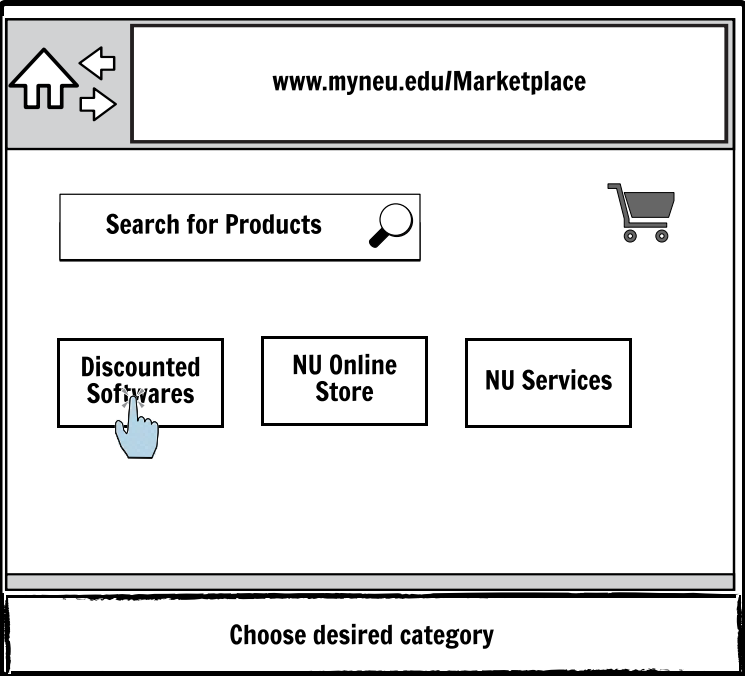 www.myneu.edu/Marketplace
Search for Products
Discounted
Softwares
NU Online
Store
NU Services
Choose desired category